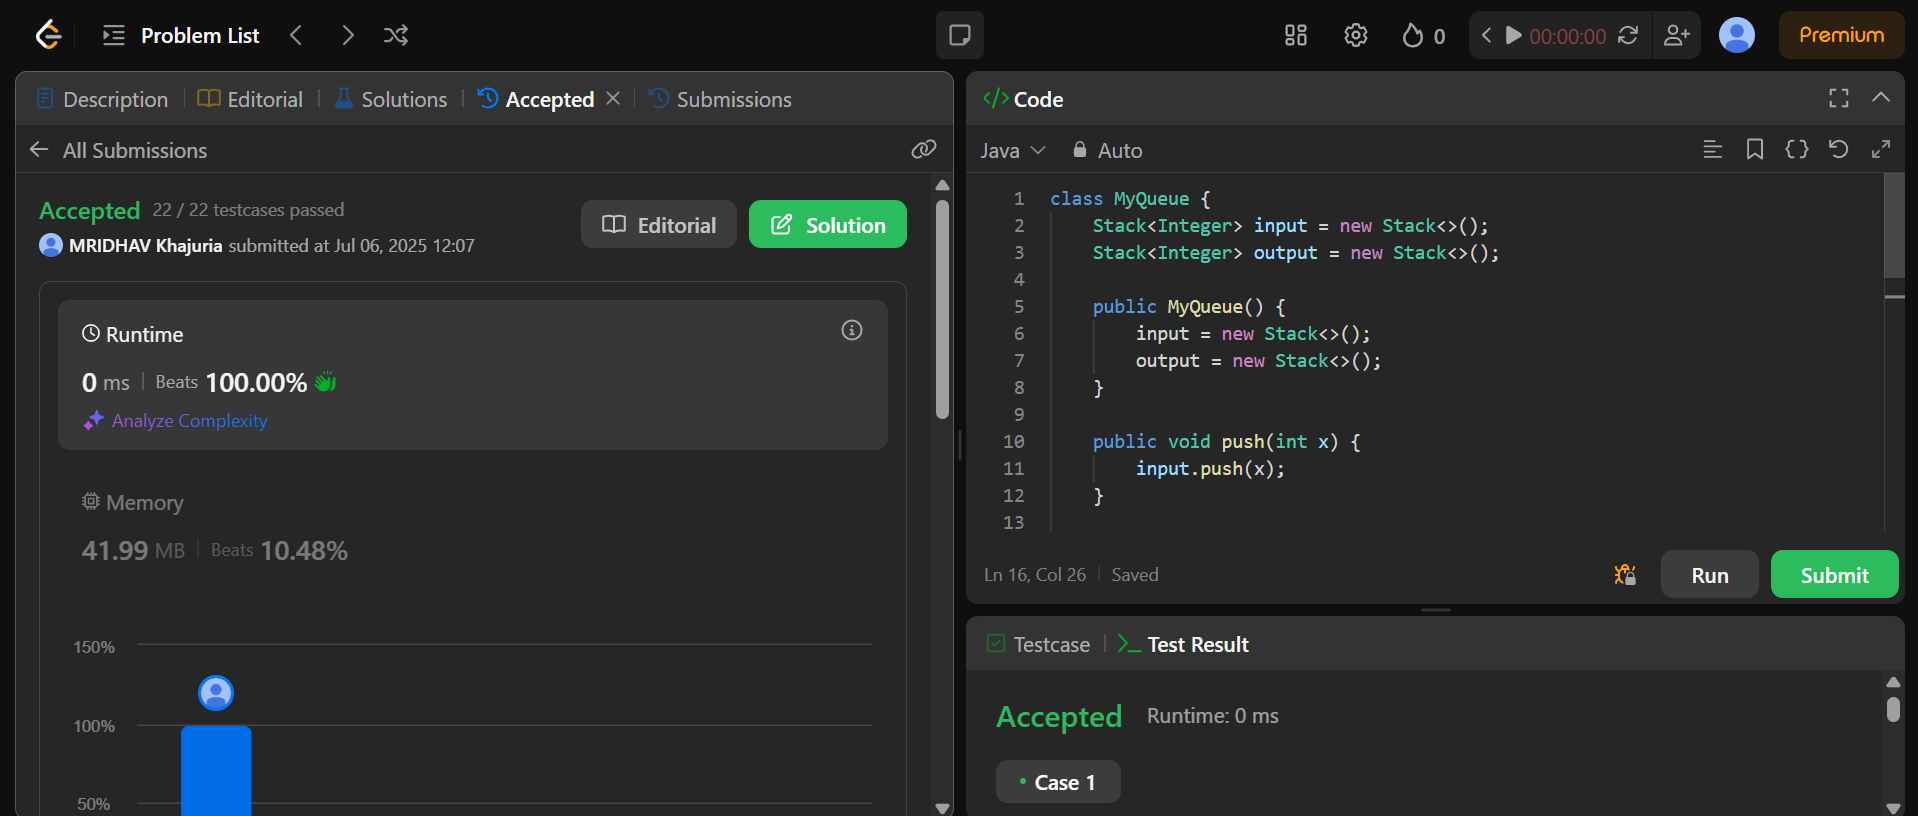 Problem List
0
00:00:00
Premium
Description
Editorial
Solutions
Accepted
Submissions
All Submissions
Accepted 22 / 22 testcases passed
MRIDHAV Khajuria submitted at Jul 06, 2025 12:07
Editorial
Solution
Runtime
0 ms
Beats 100.00%
Analyze Complexity
Memory
41.99 MB
Beats 10.48%
150%
100%
50%
</> Code
Java
Auto
1 class MyQueue {
2 Stack<Integer> input = new Stack<>();
3 Stack<Integer> output = new Stack<>();
4
5 public MyQueue() {
6 input = new Stack<>();
7 output = new Stack<>();
8 }
9
10 public void push(int x) {
11 input.push(x);
12 }
13
Ln 16, Col 26
Saved
Run
Submit
Testcase
Test Result
Accepted
Runtime: 0 ms
Case 1